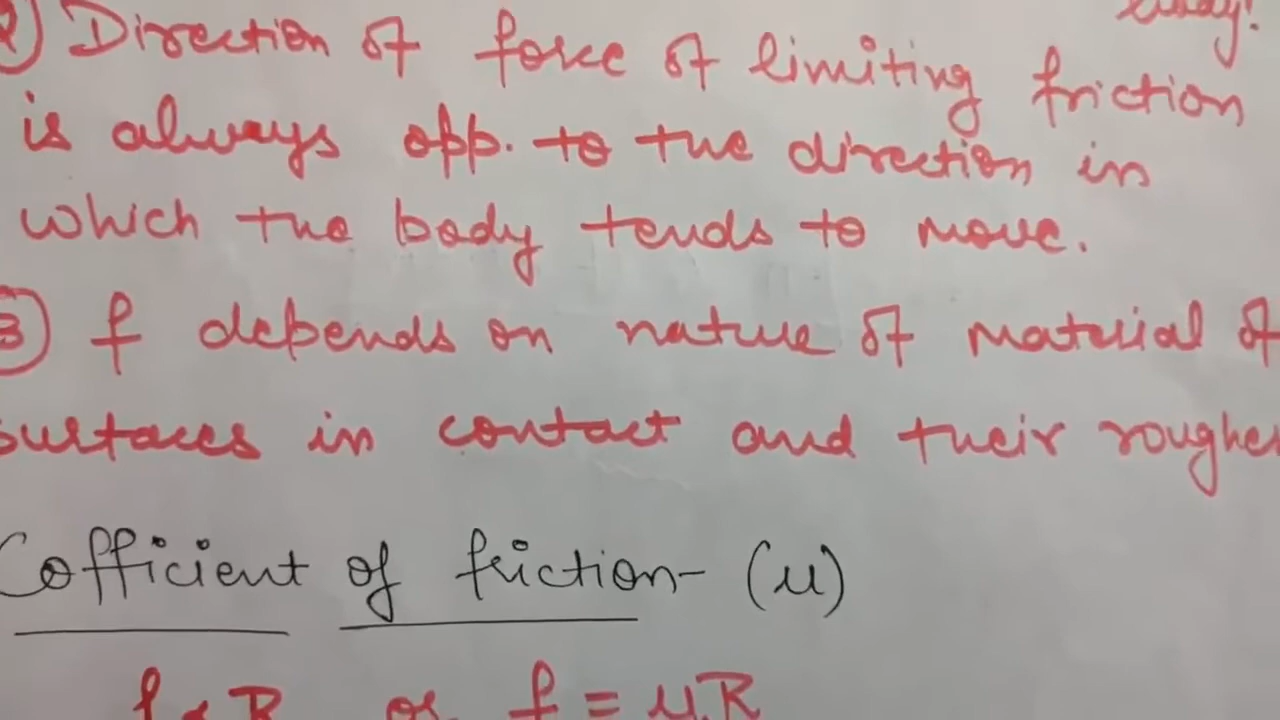 2) Direction of force of limiting friction
is always opp. to the direction in
which the body tends to move.
3) f depends on nature of material of
surfaces in contact and their
Cofficient of friction- (μ)
f α R or f = μR